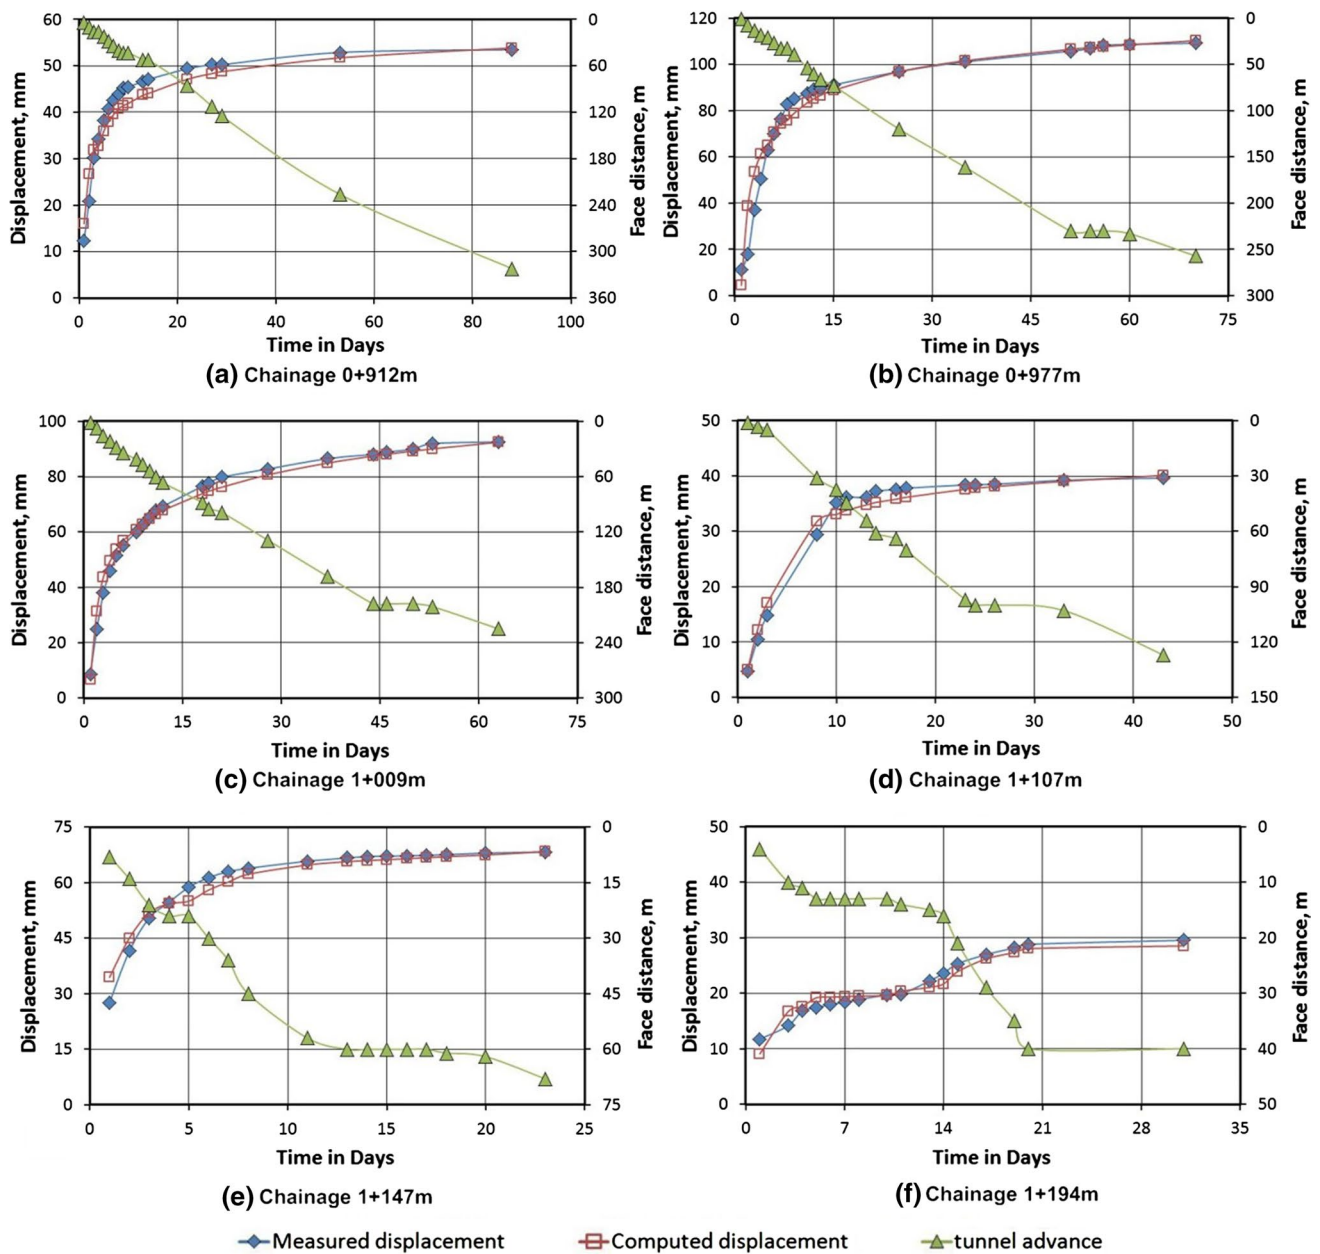 60
50
40
30
20
10
0
0
60
120
180
240
300
360
0 20 40 60 80 100
Displacement, mm
Face distance, m
Time in Days
(a) Chainage 0+912m
120
100
80
60
40
20
0
0
50
100
150
200
250
300
0 15 30 45 60 75
Displacement, mm
Face distance, m
Time in Days
(b) Chainage 0+977m
100
80
60
40
20
0
0
60
120
180
240
300
0 15 30 45 60 75
Displacement, mm
Face distance, m
Time in Days
(c) Chainage 1+009m
50
40
30
20
10
0
0
30
60
90
120
150
0 10 20 30 40 50
Displacement, mm
Face distance, m
Time in Days
(d) Chainage 1+107m
75
60
45
30
15
0
0
15
30
45
60
75
0 5 10 15 20 25
Displacement, mm
Face distance, m
Time in Days
(e) Chainage 1+147m
50
40
30
20
10
0
0
10
20
30
40
50
0 7 14 21 28 35
Displacement, mm
Face distance, m
Time in Days
(f) Chainage 1+194m
Measured displacement Computed displacement tunnel advance